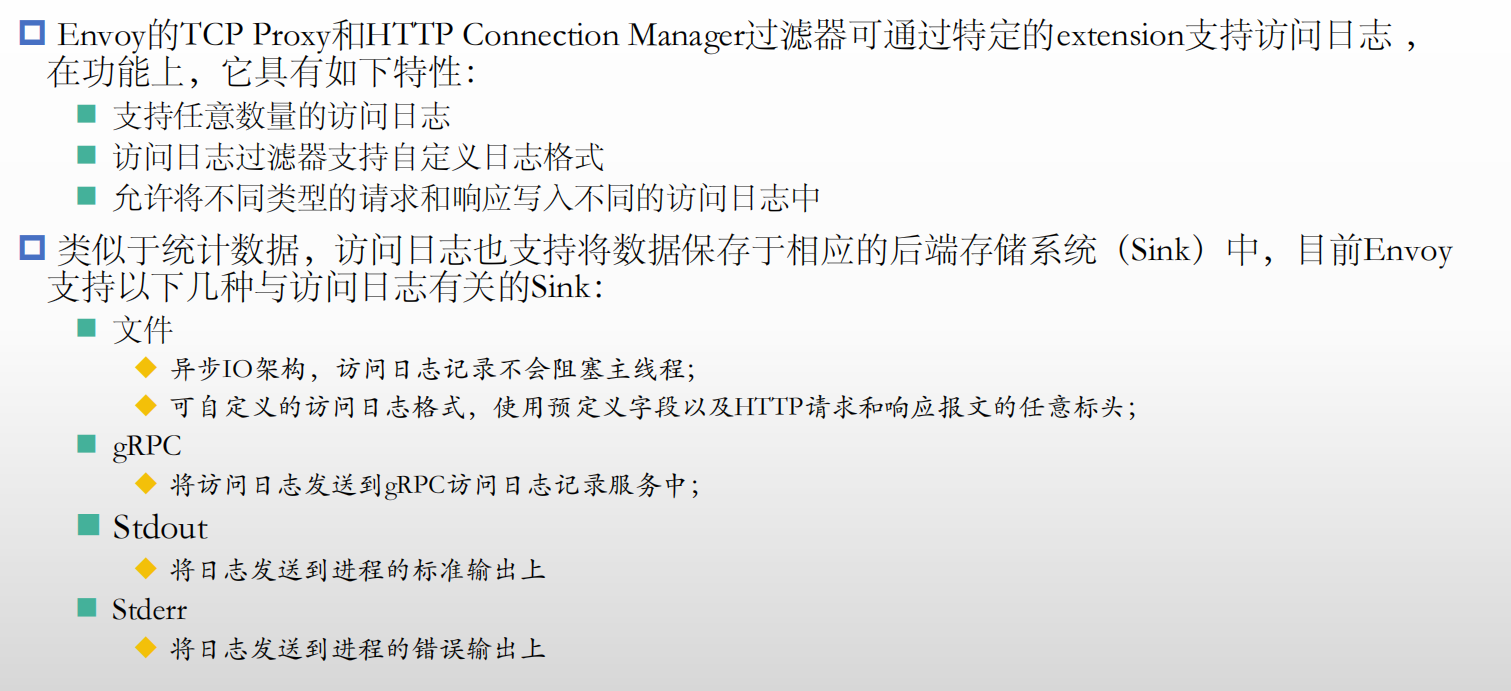 Envoy的TCP Proxy和HTTP Connection Manager过滤器可通过特定的extension支持访问日志 ,
在功能上，它具有如下特性：
支持任意数量的访问日志
访问日志过滤器支持自定义日志格式
允许将不同类型的请求和响应写入不同的访问日志中
类似于统计数据，访问日志也支持将数据保存于相应的后端存储系统（Sink）中，目前Envoy
支持以下几种与访问日志有关的Sink：
文件
异步IO架构，访问日志记录不会阻塞主线程；
可自定义的访问日志格式，使用预定义字段以及HTTP请求和响应报文的任意标头；
gRPC
将访问日志发送到gRPC访问日志记录服务中；
Stdout
将日志发送到进程的标准输出上
Stderr
将日志发送到进程的错误输出上